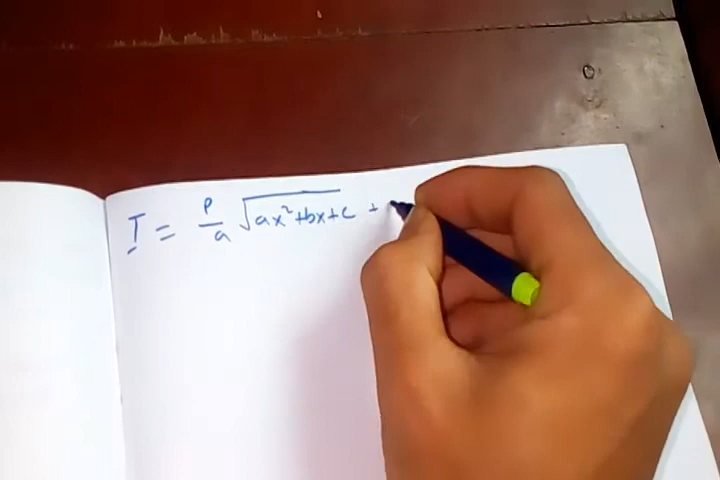 I = p/a √ax²+bx+c +